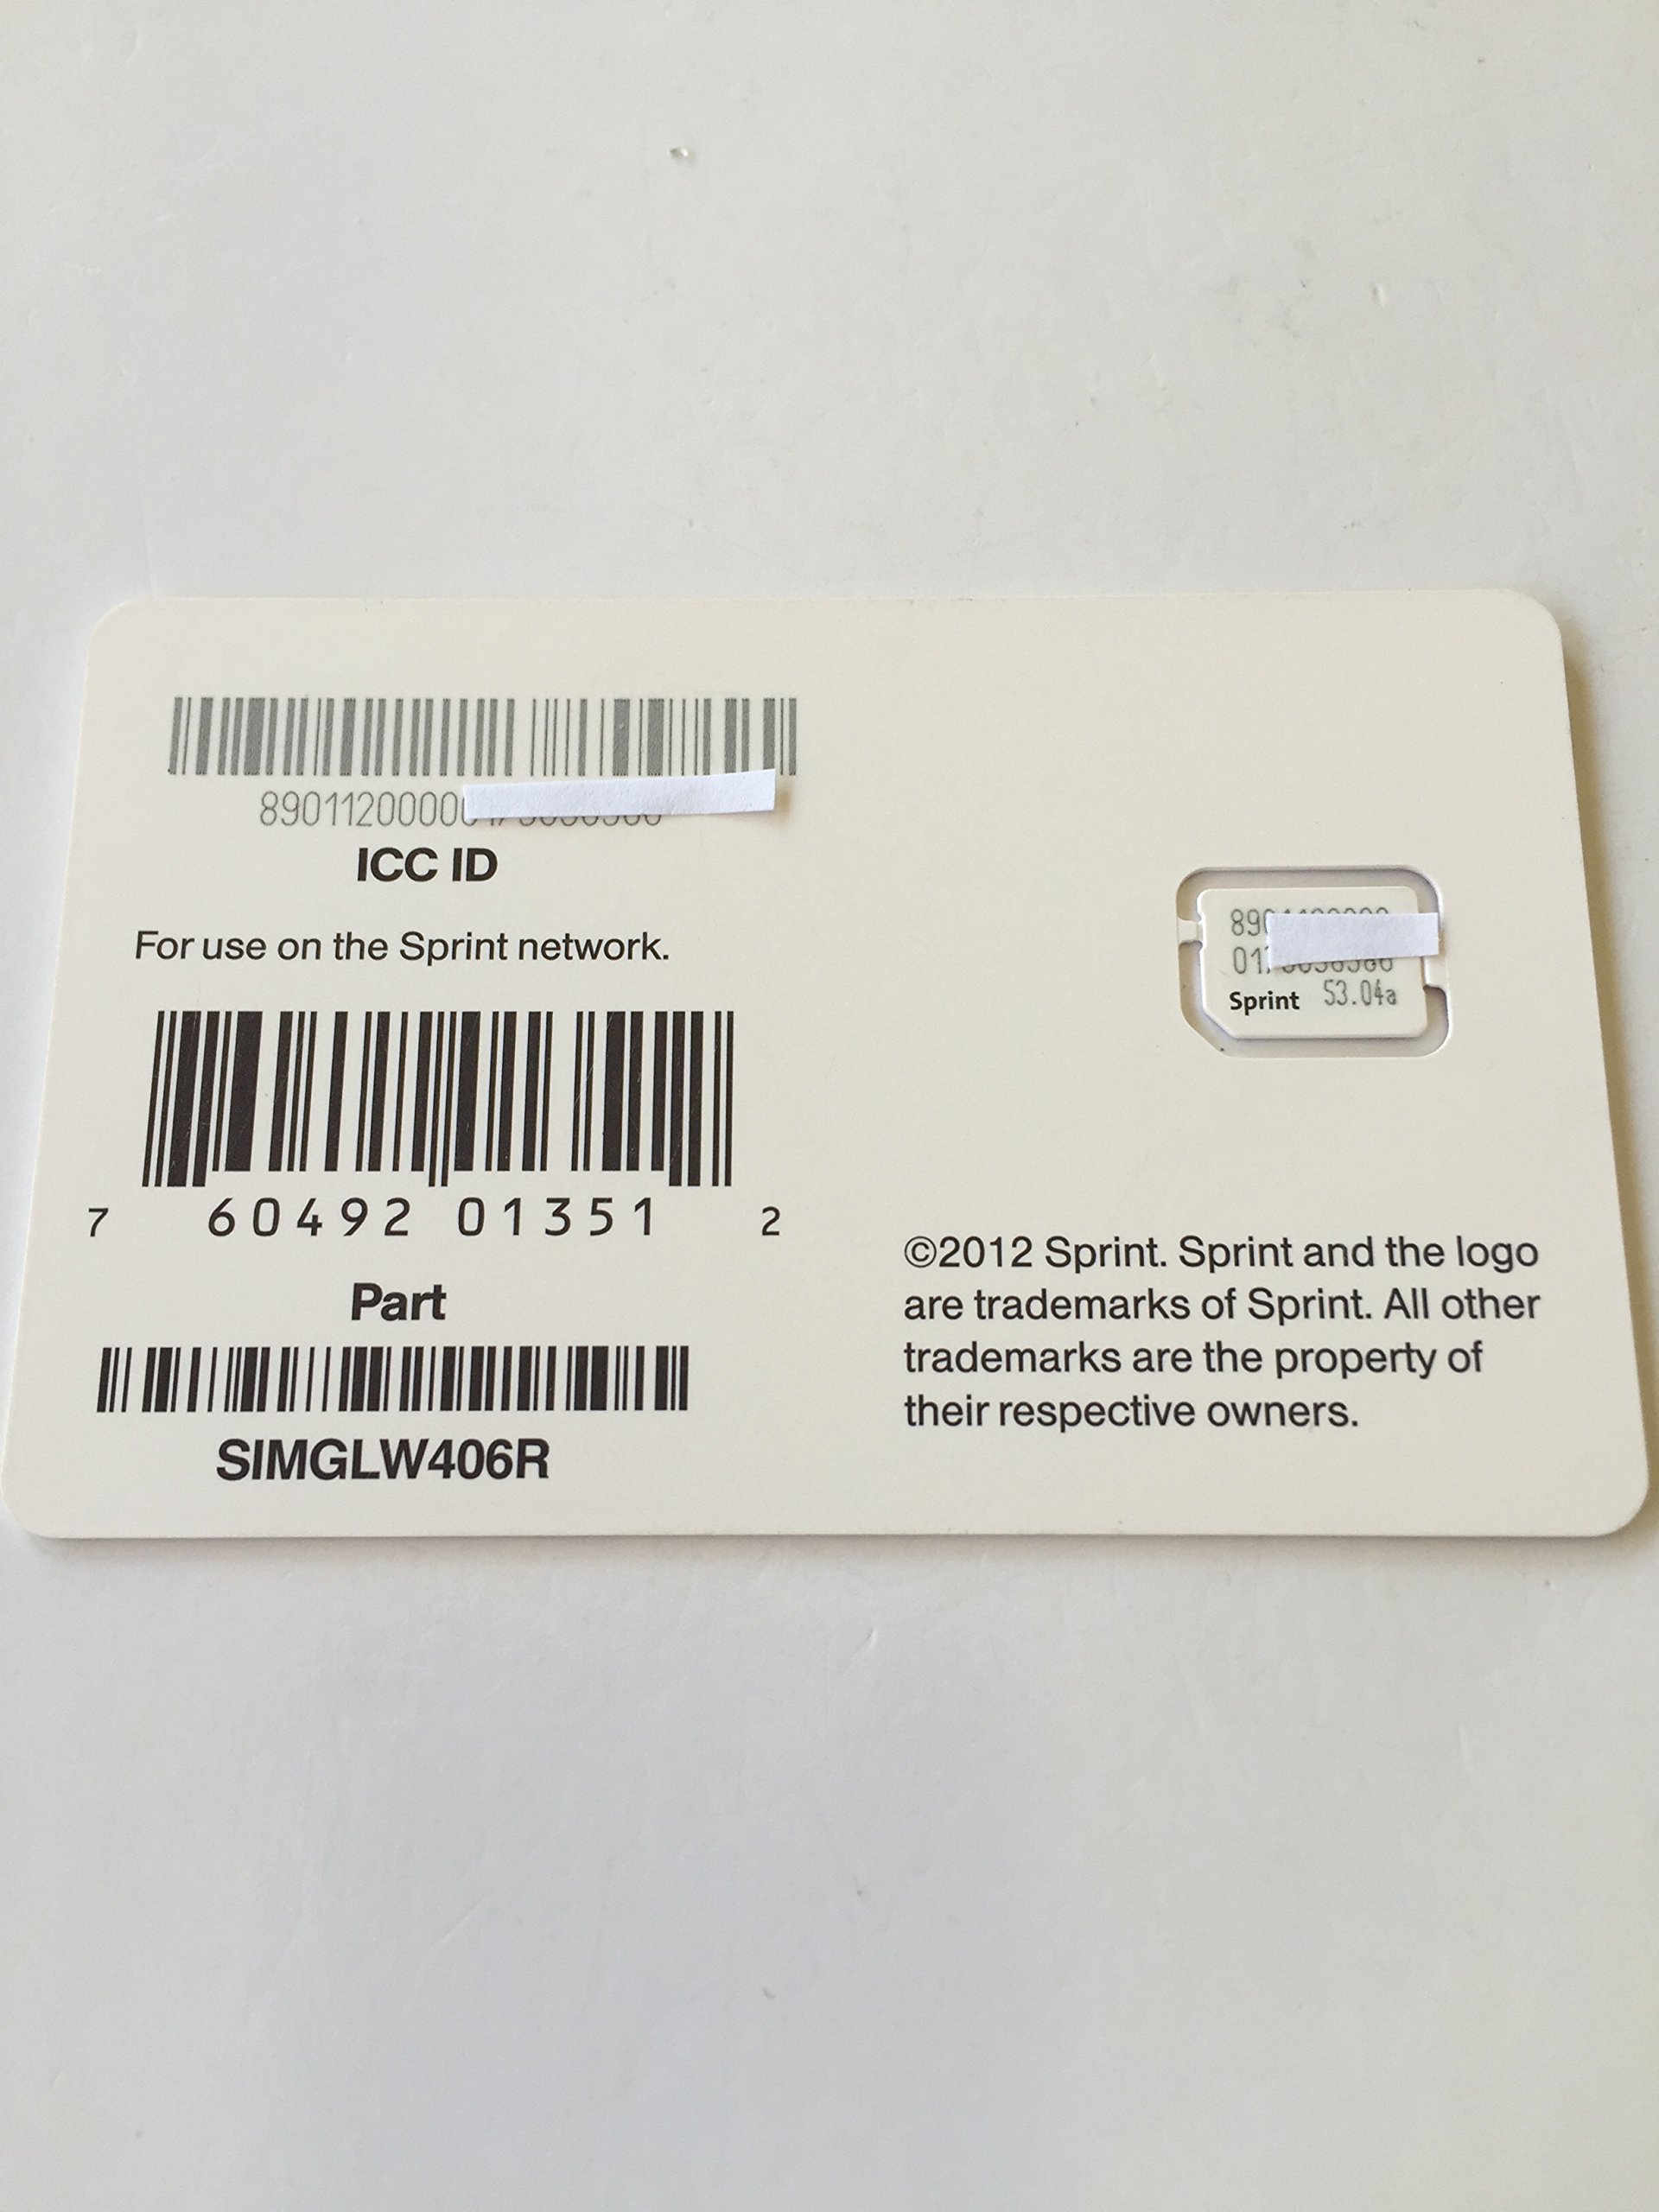 8901120000
ICC ID
For use on the Sprint network.
7 60492 01351 2
Part
SIMGLW406R
89
01
Sprint S3.04a
©2012 Sprint. Sprint and the logo
are trademarks of Sprint. All other
trademarks are the property of
their respective owners.